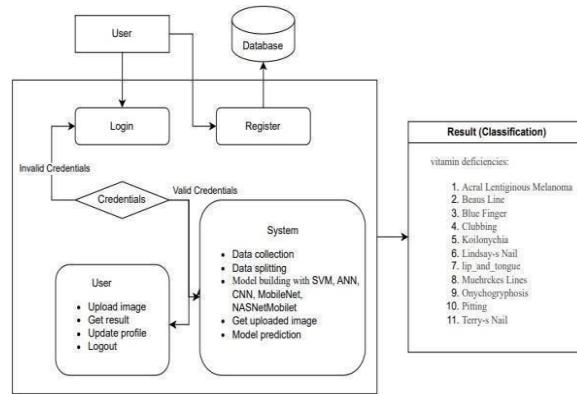 User
Database
Login
Register
Invalid Credentials
Credentials
Valid Credentials
User
• Upload image
• Get result
• Update profile
• Logout
System
• Data collection
• Data splitting
• Model building with SVM, ANN,
CNN, MobileNet,
NASNetMobilet
• Get uploaded image
• Model prediction
Result (Classification)
vitamin deficiencies:
1. Acral Lentiginous Melanoma
2. Beaus Line
3. Blue Finger
4. Clubbing
5. Koilonychia
6. Lindsay-s Nail
7. lip_and_tongue
8. Muehrckes Lines
9. Onychogryphosis
10. Pitting
11. Terry-s Nail